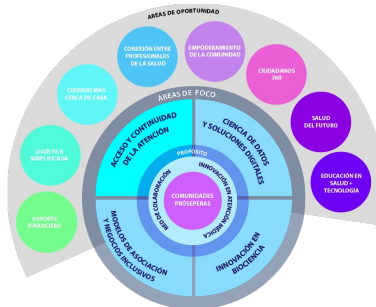 AREAS DE OPORTUNIDAD
CONEXIÓN ENTRE
PROFESIONALES
DE LA SALUD
EMPODERAMIENTO
DE LA COMUNIDAD
CIUDADANOS
360
CUIDADO MÁS
CERCA DE CASA
SALUD
DEL FUTURO
LOGÍSTICA
SIMPLIFICADA
EDUCACIÓN EN
SALUD -
TECNOLOGÍA
SOPORTE
FINANCIERO
ÁREAS DE FOCO
ACCESO Y CONTINUIDAD
DE LA ATENCIÓN
CIENCIA DE DATOS
Y SOLUCIONES DIGITALES
PROPÓSITO
RED DE COLABORACIÓN
INNOVACIÓN EN ATENCIÓN MÉDICA
COMUNIDADES
PRÓSPERAS
MODELOS DE ASOCIACIÓN
Y NEGOCIOS INCLUSIVOS
INNOVACIÓN EN
BIOCIENCIA